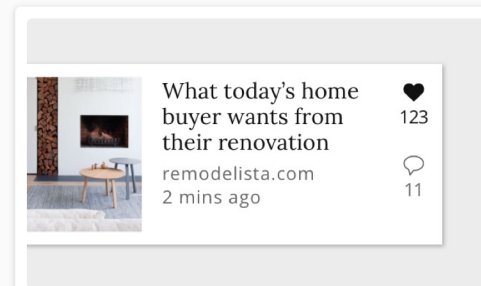 What today’s home
buyer wants from
their renovation
remodelista.com
2 mins ago
123
11